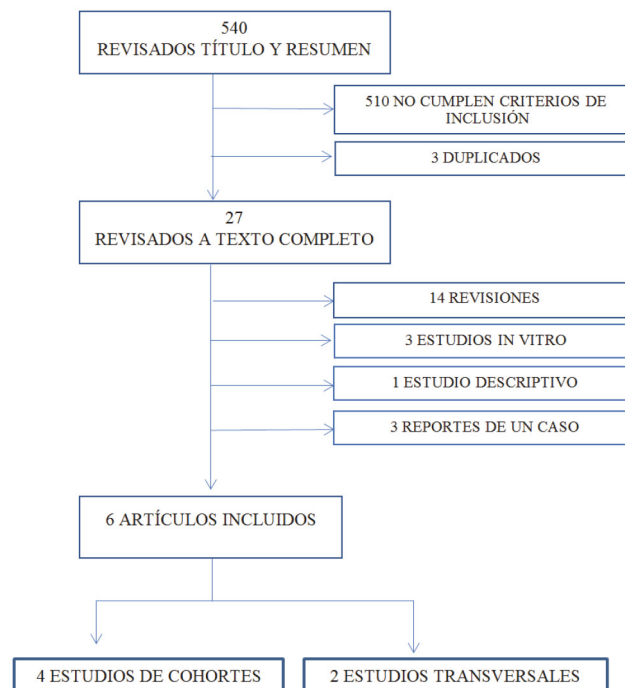 540
REVISADOS TÍTULO Y RESUMEN
510 NO CUMPLEN CRITERIOS DE
INCLUSIÓN
3 DUPLICADOS
27
REVISADOS A TEXTO COMPLETO
14 REVISIONES
3 ESTUDIOS IN VITRO
1 ESTUDIO DESCRIPTIVO
3 REPORTES DE UN CASO
6 ARTÍCULOS INCLUIDOS
4 ESTUDIOS DE COHORTES
2 ESTUDIOS TRANSVERSALES